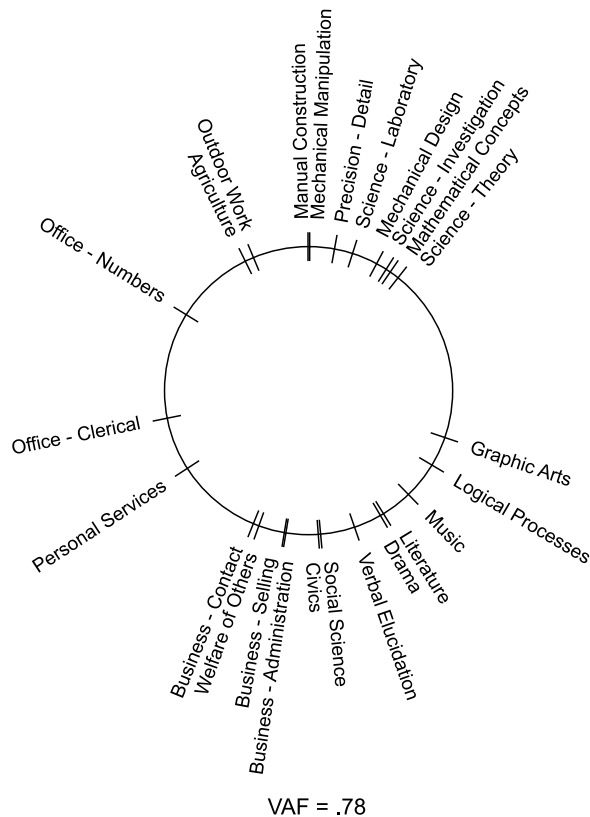 Manual Construction
Mechanical Manipulation
Precision - Detail
Science - Laboratory
Mechanical Design
Science - Investigation
Mathematical Concepts
Science - Theory
Graphic Arts
Logical Processes
Music
Literature
Drama
Verbal Elucidation
Social Science
Civics
Business - Administration
Business - Selling
Welfare of Others
Business - Contact
Personal Services
Office - Clerical
Office - Numbers
Outdoor Work
Agriculture
VAF = .78